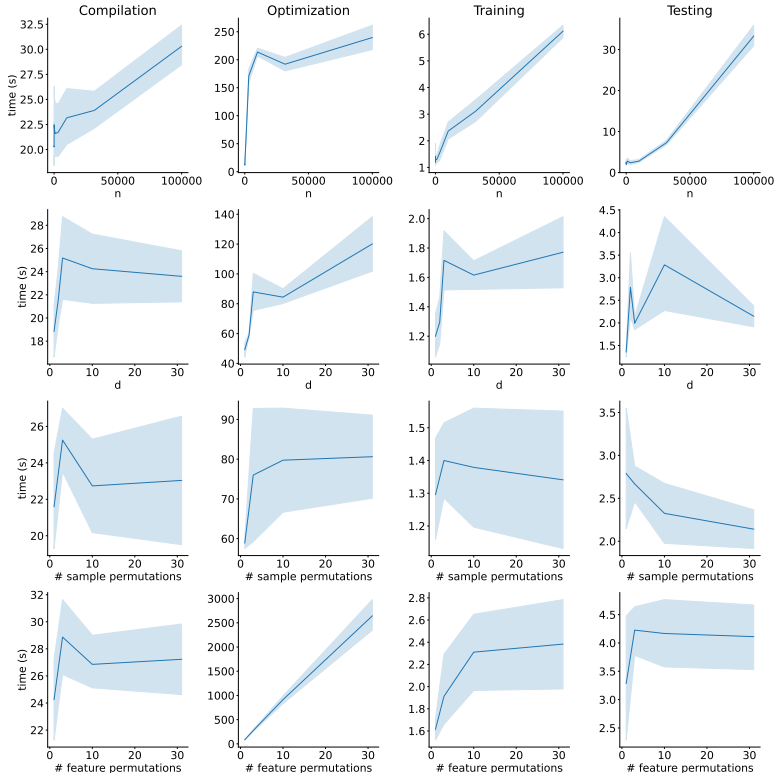 Compilation Optimization Training Testing
time (s)
32.5 30.0 27.5 25.0 22.5 20.0
250 200 150 100 50 0
6 5 4 3 2 1
30 20 10 0
0 50000 100000 0 50000 100000 0 50000 100000 0 50000 100000
n n n n
time (s)
28 26 24 22 20 18
140 120 100 80 60 40
2.0 1.8 1.6 1.4 1.2
4.5 4.0 3.5 3.0 2.5 2.0 1.5
0 10 20 30 0 10 20 30 0 10 20 30 0 10 20 30
d d d d
time (s)
26 24 22 20
90 80 70 60
1.5 1.4 1.3 1.2
3.5 3.0 2.5 2.0
0 10 20 30 0 10 20 30 0 10 20 30 0 10 20 30
# sample permutations # sample permutations # sample permutations # sample permutations
time (s)
32 30 28 26 24 22
3000 2500 2000 1500 1000 500 0
2.8 2.6 2.4 2.2 2.0 1.8 1.6
4.5 4.0 3.5 3.0 2.5
0 10 20 30 0 10 20 30 0 10 20 30 0 10 20 30
# feature permutations # feature permutations # feature permutations # feature permutations